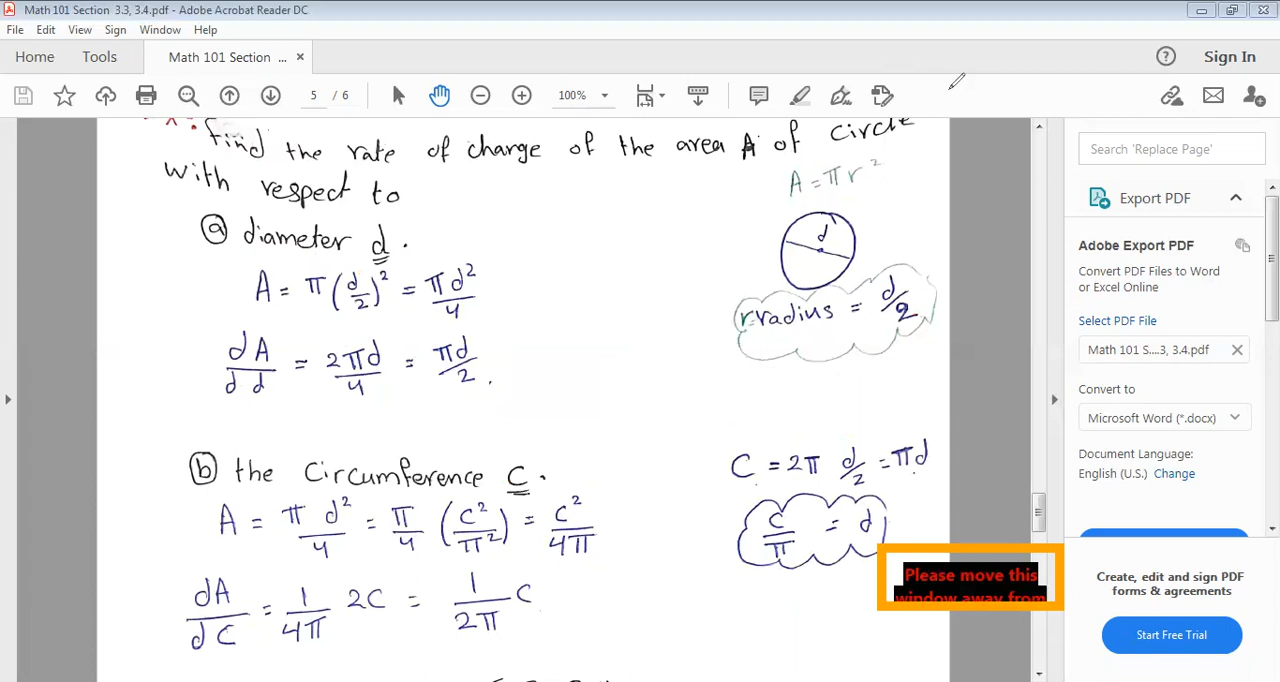 Math 101 Section 3.3, 3.4.pdf - Adobe Acrobat Reader DC
File Edit View Sign Window Help
Home Tools Math 101 Section ... × Sign In
5 / 6 100%
find the rate of charge of the area A of circle
with respect to
A = πr²
ⓐ diameter d.
d
A = π(d/2)² = πd²/4
rradius = d/2
dA/dd = 2πd/4 = πd/2.
ⓑ the Circumference C.
C = 2π d/2 = πd
A = π d²/4 = π/4 (C²/π²) = C²/4π
C/π = d
dA/dC = 1/4π 2C = 1/2π C
Please move this
window away from
Search 'Replace Page'
Export PDF
Adobe Export PDF
Convert PDF Files to Word
or Excel Online
Select PDF File
Math 101 S....3, 3.4.pdf ×
Convert to
Microsoft Word (*.docx)
Document Language:
English (U.S.) Change
Create, edit and sign PDF
forms & agreements
Start Free Trial